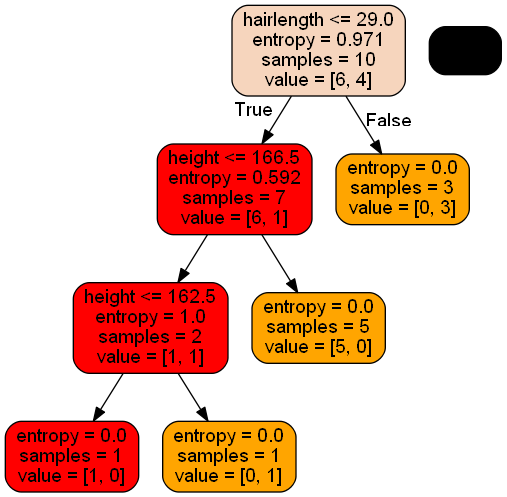 hairlength <= 29.0
entropy = 0.971
samples = 10
value = [6, 4]
True
False
height <= 166.5
entropy = 0.592
samples = 7
value = [6, 1]
entropy = 0.0
samples = 3
value = [0, 3]
height <= 162.5
entropy = 1.0
samples = 2
value = [1, 1]
entropy = 0.0
samples = 5
value = [5, 0]
entropy = 0.0
samples = 1
value = [1, 0]
entropy = 0.0
samples = 1
value = [0, 1]